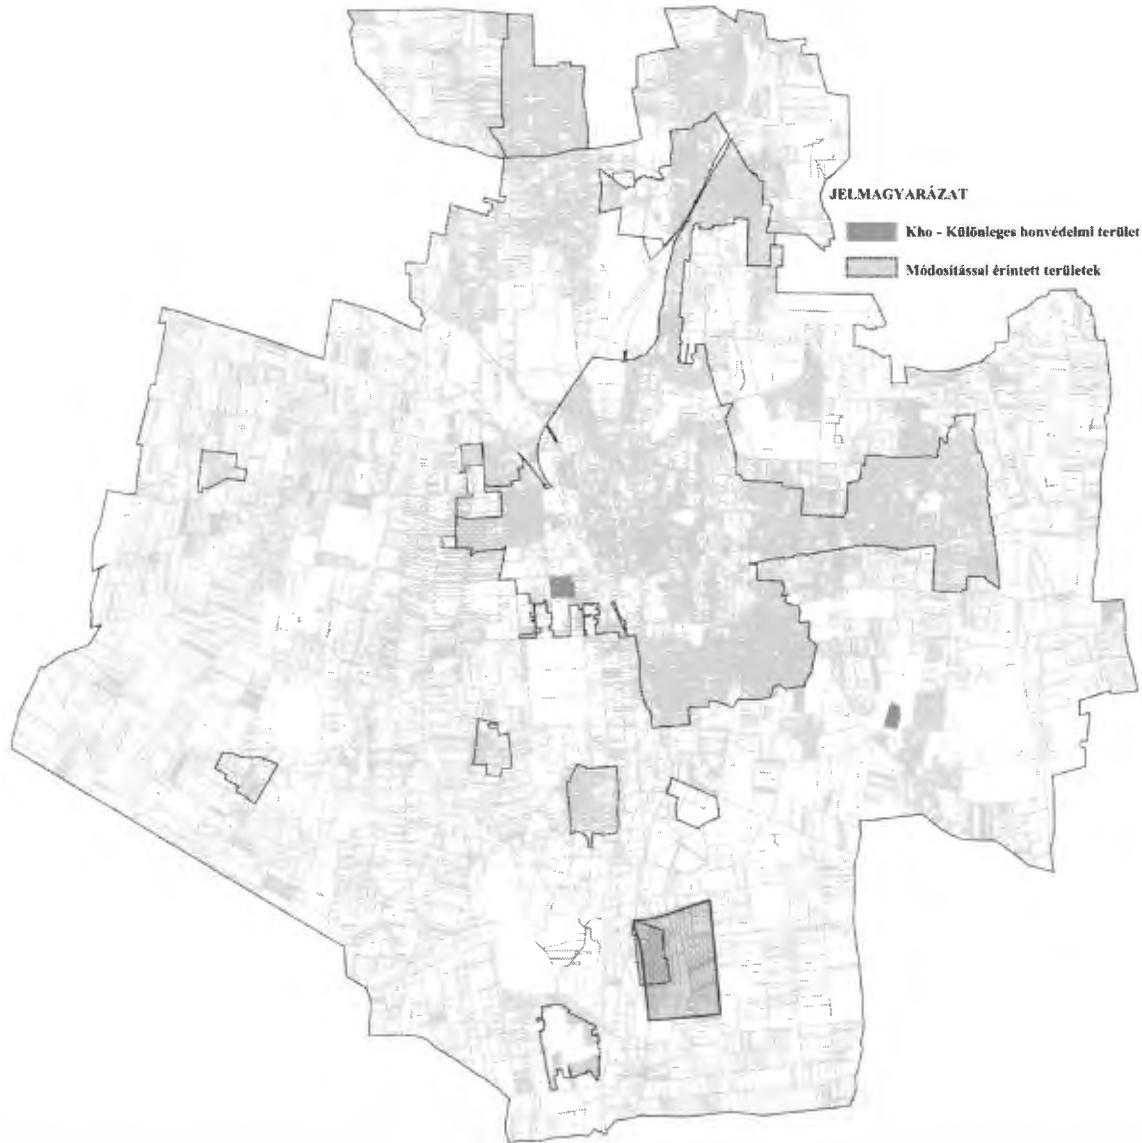 JELMAGYARÁZAT
Kho - Különleges honvédelmi terület
Módosítással érintett területek